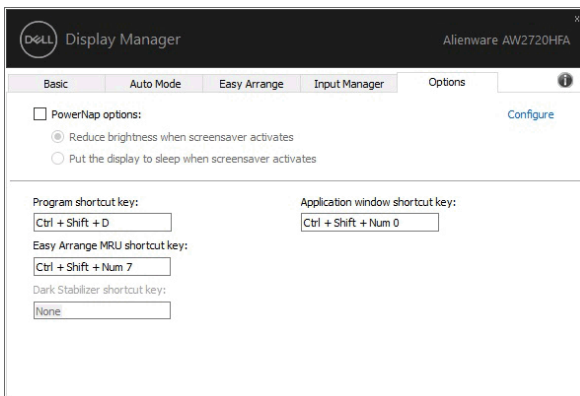 DELL Display Manager
Alienware AW2720HFA
Basic
Auto Mode
Easy Arrange
Input Manager
Options
PowerNap options:
Configure
Reduce brightness when screensaver activates
Put the display to sleep when screensaver activates
Program shortcut key:
Application window shortcut key:
Ctrl + Shift + D
Ctrl + Shift + Num 0
Easy Arrange MRU shortcut key:
Ctrl + Shift + Num 7
Dark Stabilizer shortcut key:
None